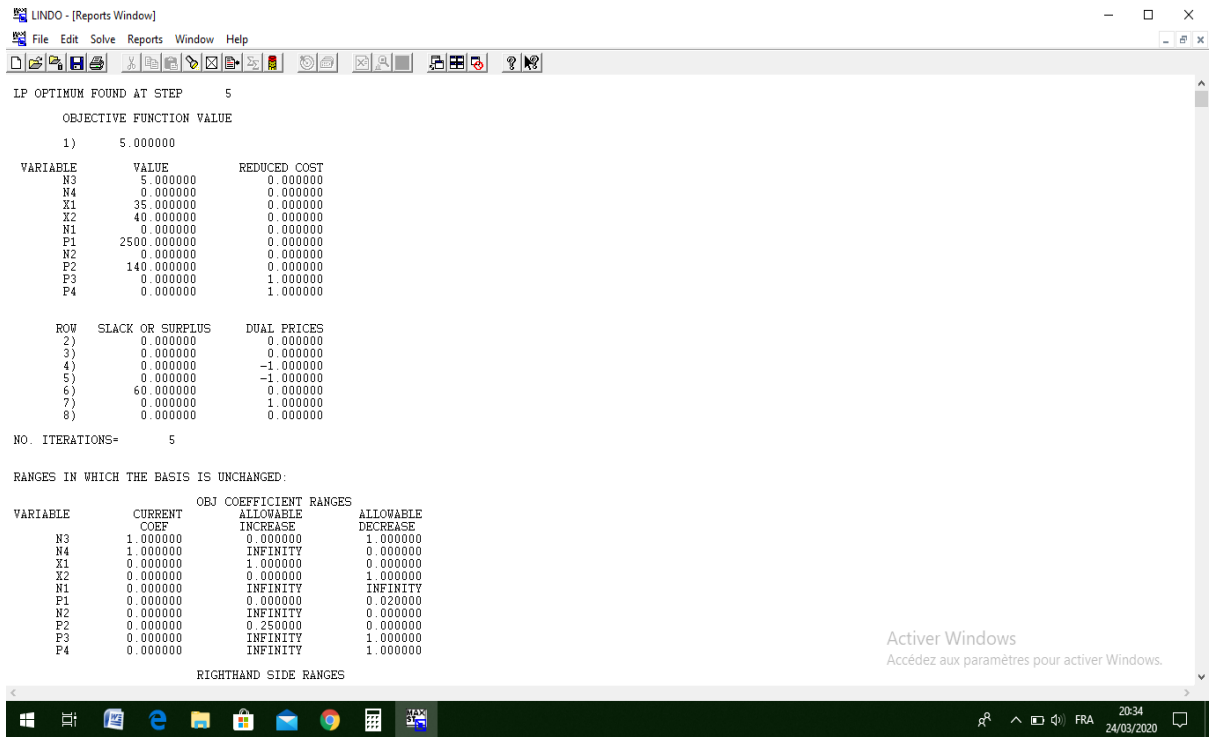 LINDO - [Reports Window]
File Edit Solve Reports Window Help
LP OPTIMUM FOUND AT STEP 5
OBJECTIVE FUNCTION VALUE
1) 5.000000
VARIABLE VALUE REDUCED COST
N3 5.000000 0.000000
N4 0.000000 0.000000
X1 35.000000 0.000000
X2 40.000000 0.000000
N1 0.000000 0.000000
P1 2500.000000 0.000000
N2 0.000000 0.000000
P2 140.000000 0.000000
P3 0.000000 1.000000
P4 0.000000 1.000000
ROW SLACK OR SURPLUS DUAL PRICES
2) 0.000000 0.000000
3) 0.000000 0.000000
4) 0.000000 -1.000000
5) 0.000000 -1.000000
6) 60.000000 0.000000
7) 0.000000 1.000000
8) 0.000000 0.000000
NO. ITERATIONS= 5
RANGES IN WHICH THE BASIS IS UNCHANGED:
OBJ COEFFICIENT RANGES
VARIABLE CURRENT ALLOWABLE ALLOWABLE
COEF INCREASE DECREASE
N3 1.000000 0.000000 1.000000
N4 1.000000 INFINITY 0.000000
X1 0.000000 1.000000 0.000000
X2 0.000000 0.000000 1.000000
N1 0.000000 INFINITY INFINITY
P1 0.000000 0.000000 0.020000
N2 0.000000 INFINITY 0.000000
P2 0.000000 0.250000 0.000000
P3 0.000000 INFINITY 1.000000
P4 0.000000 INFINITY 1.000000
RIGHTHAND SIDE RANGES
Activer Windows
Accédez aux paramètres pour activer Windows.
FRA
20:34
24/03/2020